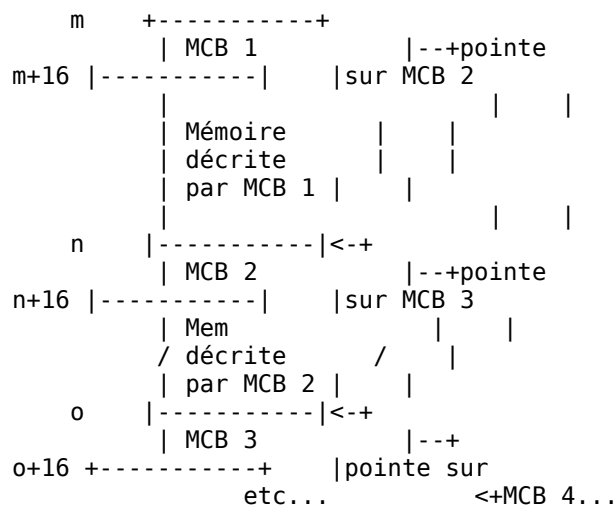 m     +-----------+
| MCB 1          |--+pointe
m+16 |-----------|     |sur MCB 2
|                         |     |
| Mémoire       |     |
| décrite       |     |
| par MCB 1 |     |
|                         |     |
n     |-----------|<-+
| MCB 2          |--+pointe
n+16 |-----------|     |sur MCB 3
| Mem                |     |
/ décrite       /     |
| par MCB 2 |     |
o     |-----------|<-+
| MCB 3          |--+
o+16 +-----------+     |pointe sur
etc...          <+MCB 4...